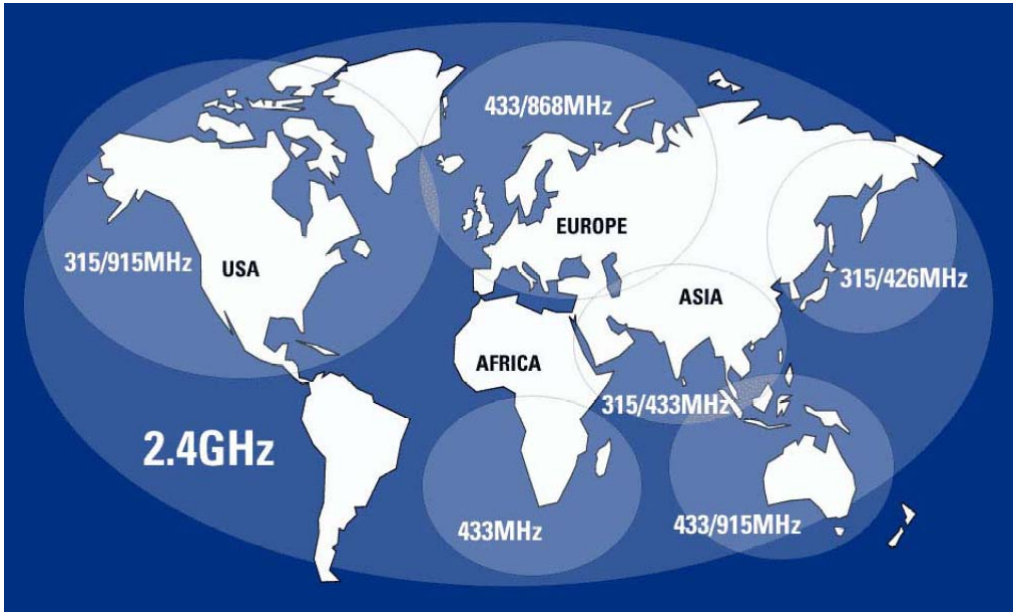 433/868MHz
EUROPE
315/915MHz
USA
315/426MHz
ASIA
AFRICA
315/433MHz
2.4GHz
433MHz
433/915MHz